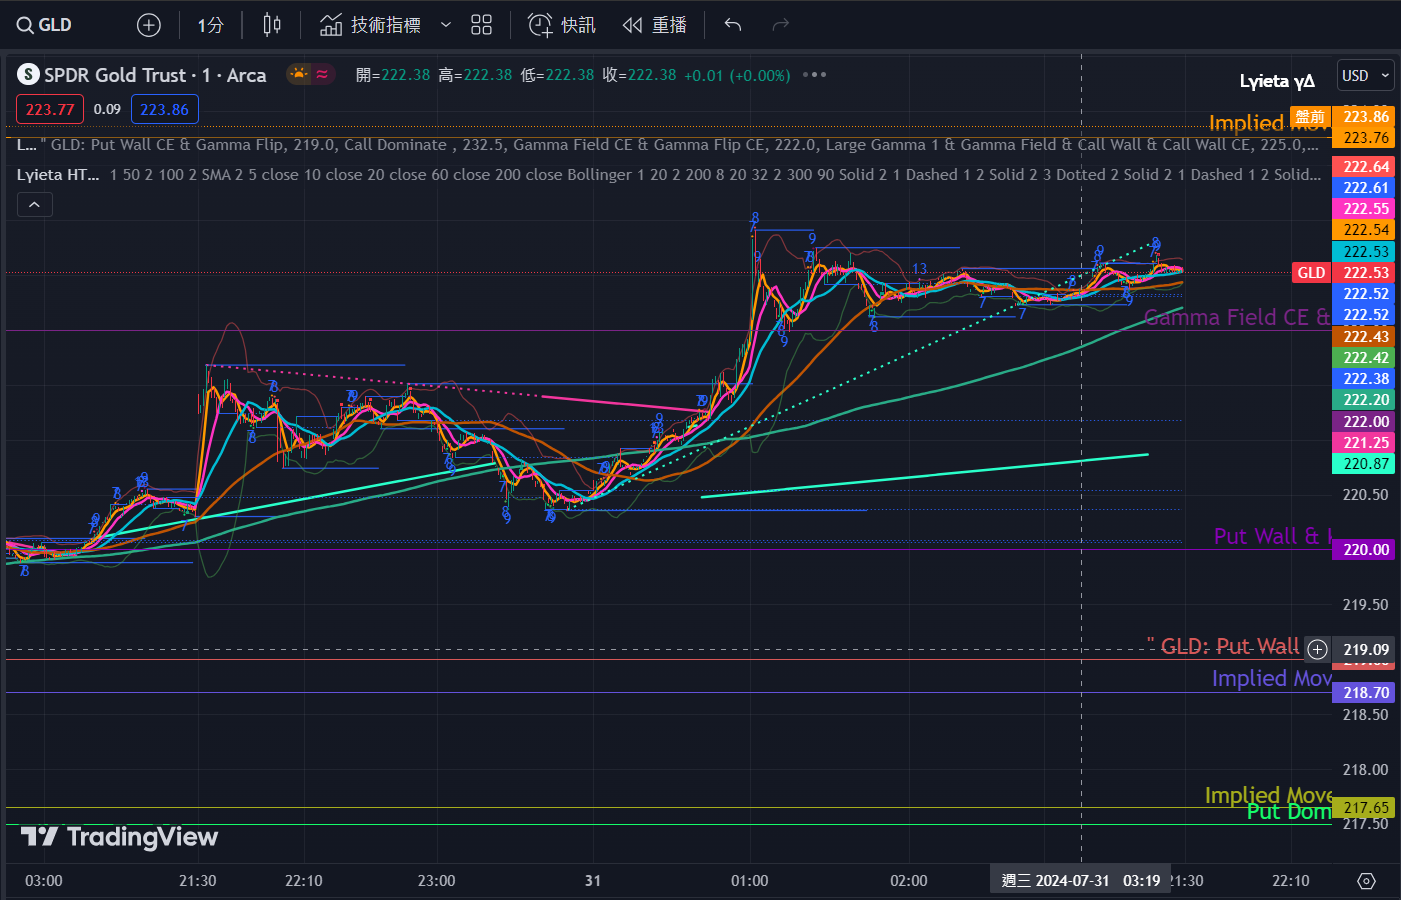 GLD 1分 技術指標 快訊 重播
SPDR Gold Trust · 1 · Arca 開=222.38 高=222.38 低=222.38 收=222.38 +0.01 (+0.00%)
Lyieta γΔ
USD
223.77 0.09 223.86
Implied Mov
盤前 223.86
223.76
L... " GLD: Put Wall CE & Gamma Flip, 219.0, Call Dominate , 232.5, Gamma Field CE & Gamma Flip CE, 222.0, Large Gamma 1 & Gamma Field & Call Wall & Call Wall CE, 225.0,...
Lyieta HT... 1 50 2 100 2 SMA 2 5 close 10 close 20 close 60 close 200 close Bollinger 1 20 2 200 8 20 32 2 300 90 Solid 2 1 Dashed 1 2 Solid 2 3 Dotted 2 Solid 2 1 Dashed 1 2 Solid...
222.64
222.61
222.55
222.54
222.53
GLD 222.53
222.52
222.52
Gamma Field CE &
222.43
222.42
222.38
222.20
222.00
221.25
220.87
220.50
Put Wall &
220.00
219.50
" GLD: Put Wall
219.09
Implied Mov
218.70
218.50
218.00
Implied Move
217.65
Put Dom
217.50
TradingView
03:00 21:30 22:10 23:00 31 01:00 02:00 週三 2024-07-31 03:19 21:30 22:10